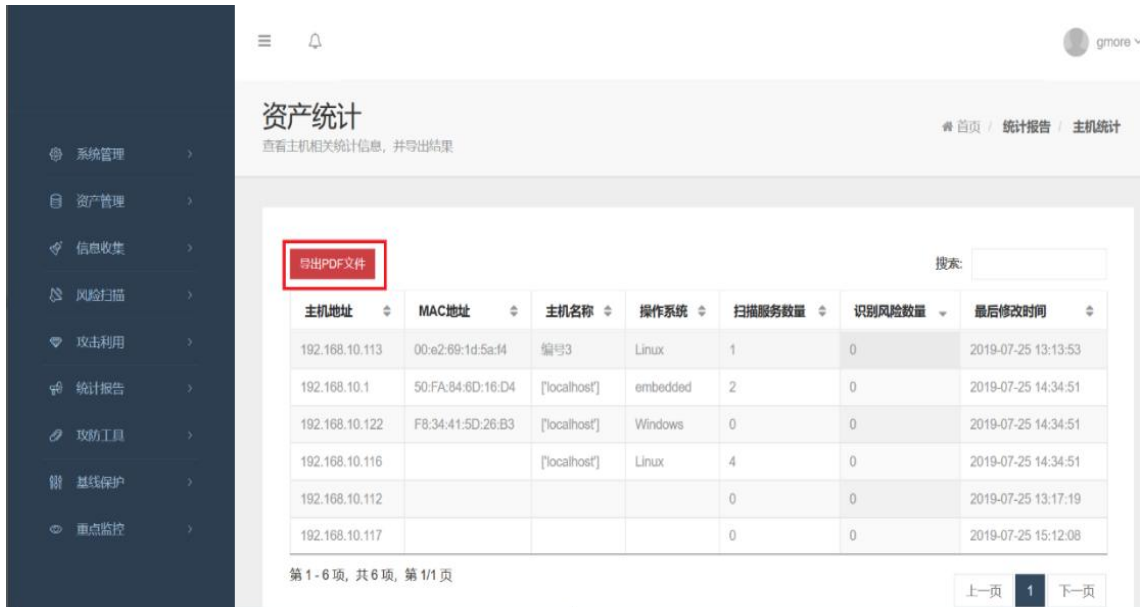 gmore
资产统计
查看主机相关统计信息，并导出结果
首页 / 统计报告 / 主机统计
系统管理
资产管理
信息收集
风险扫描
攻击利用
统计报告
攻防工具
基线保护
重点监控
导出PDF文件
搜索:
主机地址 MAC地址 主机名称 操作系统 扫描服务数量 识别风险数量 最后修改时间
192.168.10.113 00:e2:69:1d:5a:f4 编号3 Linux 1 0 2019-07-25 13:13:53
192.168.10.1 50:FA:84:6D:16:D4 ['localhost'] embedded 2 0 2019-07-25 14:34:51
192.168.10.122 F8:34:41:5D:26:B3 ['localhost'] Windows 0 0 2019-07-25 14:34:51
192.168.10.116 ['localhost'] Linux 4 0 2019-07-25 14:34:51
192.168.10.112 0 0 2019-07-25 13:17:19
192.168.10.117 0 0 2019-07-25 15:12:08
第 1 - 6 项, 共 6 项, 第 1/1 页
上一页 1 下一页